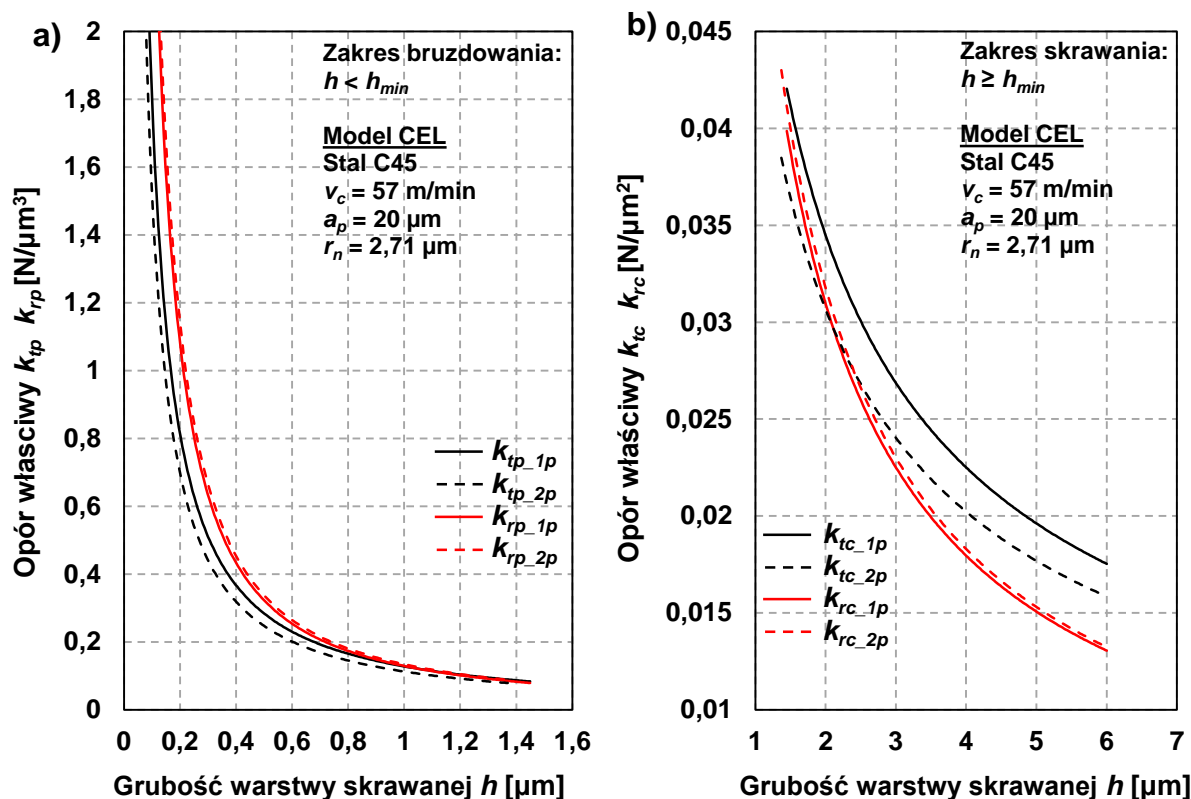 a)
Opór właściwy k_tp k_rp [N/µm³]
2
1,8
1,6
1,4
1,2
1
0,8
0,6
0,4
0,2
0
Zakres bruzdowania:
h < h_min
Model CEL
Stal C45
v_c = 57 m/min
a_p = 20 µm
r_n = 2,71 µm
k_tp_1p
k_tp_2p
k_rp_1p
k_rp_2p
0 0,2 0,4 0,6 0,8 1 1,2 1,4 1,6
Grubość warstwy skrawanej h [µm]
b)
Opór właściwy k_tc k_rc [N/µm²]
0,045
0,04
0,035
0,03
0,025
0,02
0,015
0,01
Zakres skrawania:
h ≥ h_min
Model CEL
Stal C45
v_c = 57 m/min
a_p = 20 µm
r_n = 2,71 µm
k_tc_1p
k_tc_2p
k_rc_1p
k_rc_2p
1 2 3 4 5 6 7
Grubość warstwy skrawanej h [µm]